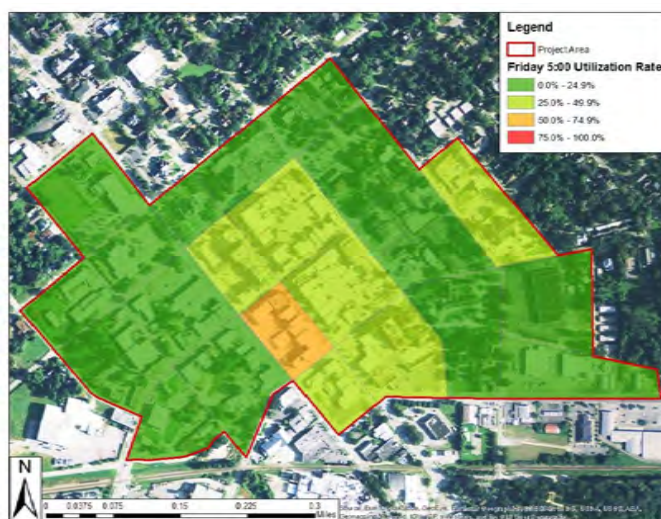 Legend
Project Area
Friday 5:00 Utilization Rate
0.0% - 24.9%
25.0% - 49.9%
50.0% - 74.9%
75.0% - 100.0%
N
0 0.0375 0.075 0.15 0.225 0.3
Miles